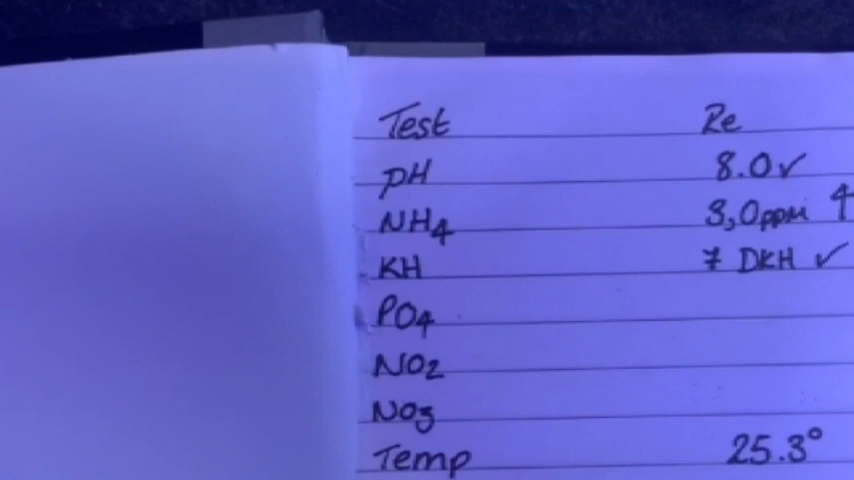 Test Re
pH 8.0✓
NH4 3,0ppm ↑
KH 7 DKH ✓
PO4
NO2
NO3
Temp 25.3°